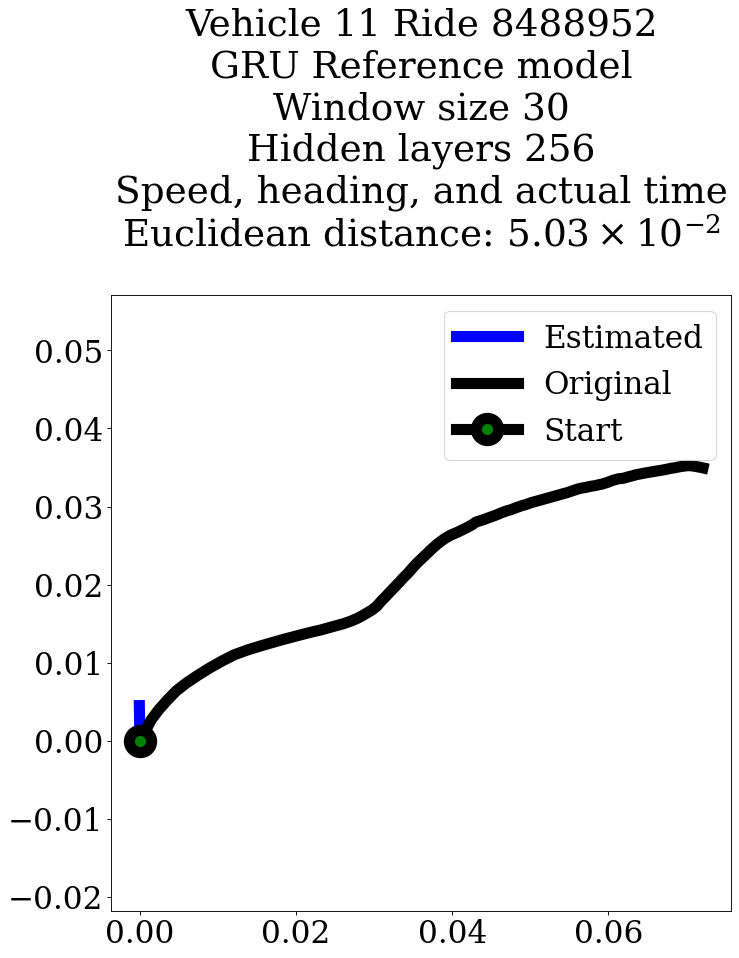 Vehicle 11 Ride 8488952
GRU Reference model
Window size 30
Hidden layers 256
Speed, heading, and actual time
Euclidean distance: 5.03 × 10⁻²
Estimated
Original
Start
0.05
0.04
0.03
0.02
0.01
0.00
−0.01
−0.02
0.00 0.02 0.04 0.06